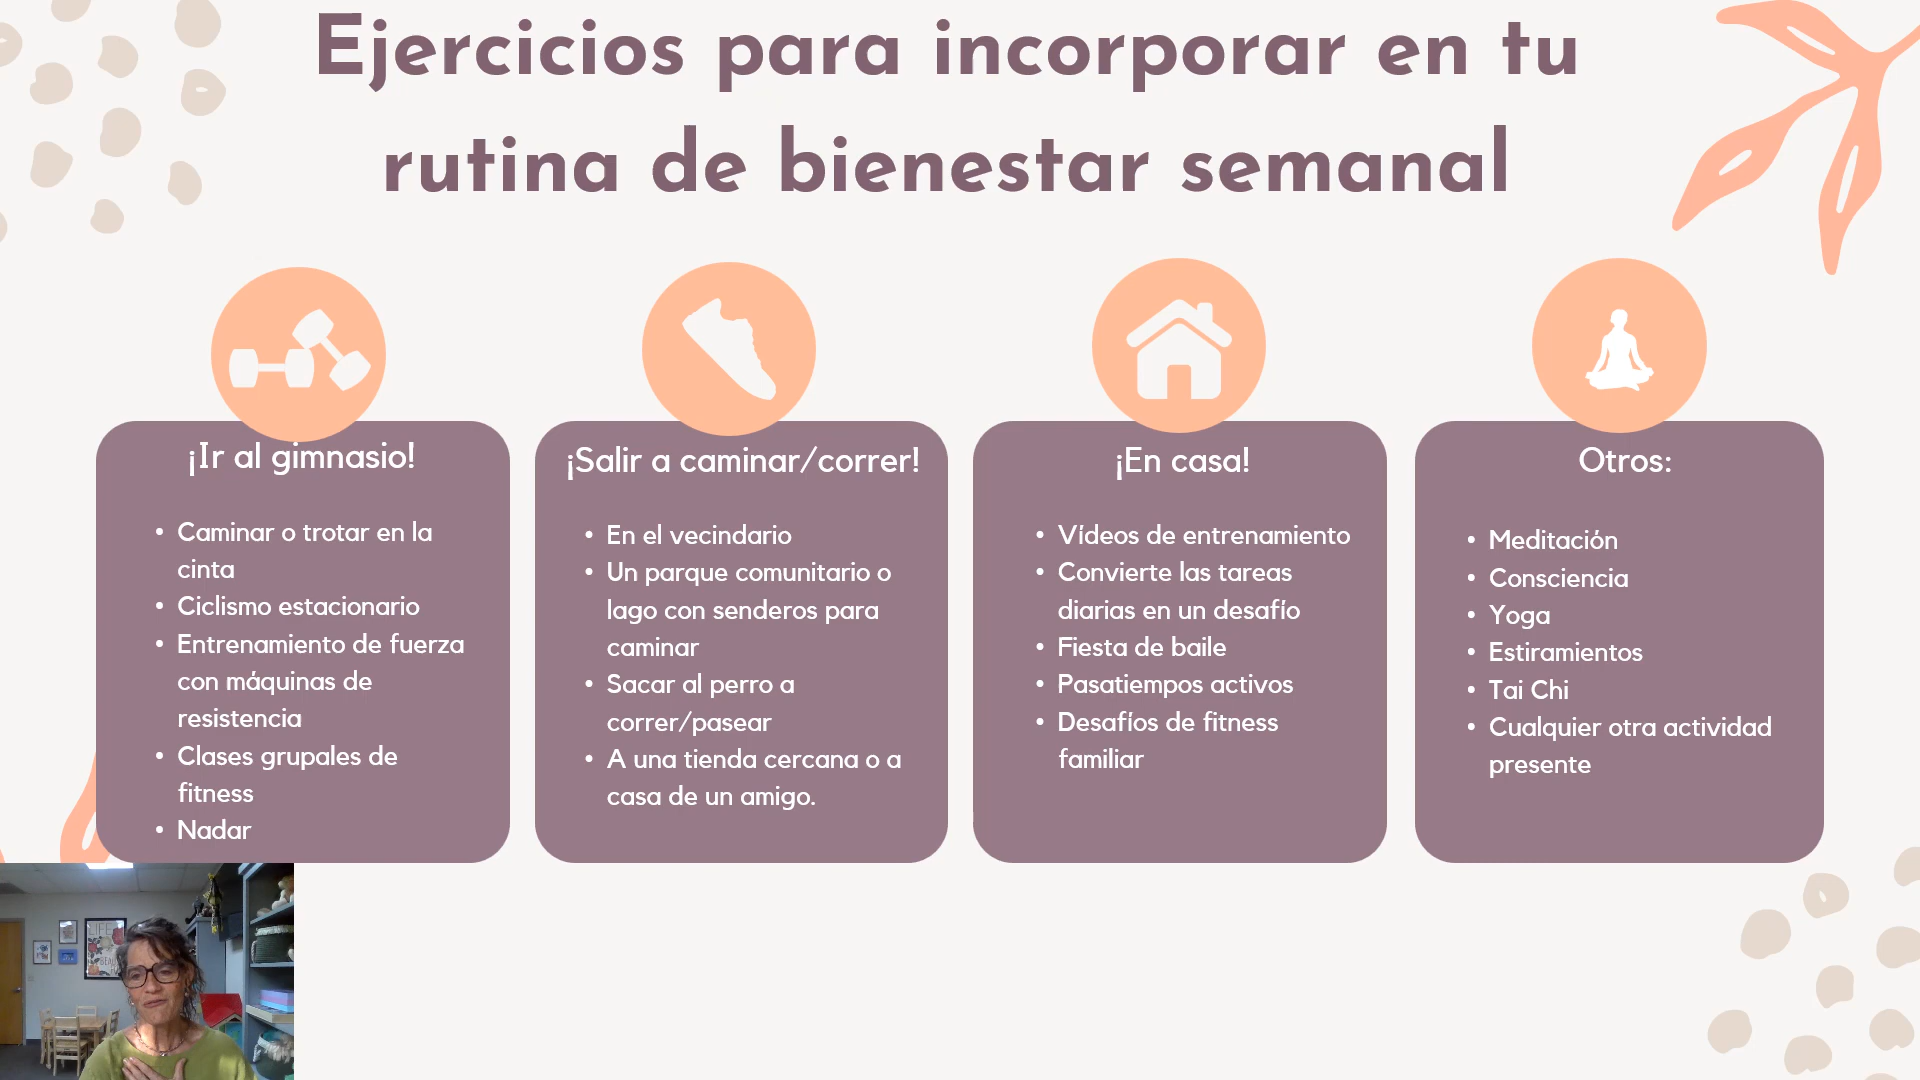 Ejercicios para incorporar en tu
rutina de bienestar semanal
¡Ir al gimnasio!
• Caminar o trotar en la
cinta
• Ciclismo estacionario
• Entrenamiento de fuerza
con máquinas de
resistencia
• Clases grupales de
fitness
• Nadar
¡Salir a caminar/correr!
• En el vecindario
• Un parque comunitario o
lago con senderos para
caminar
• Sacar al perro a
correr/pasear
• A una tienda cercana o a
casa de un amigo.
¡En casa!
• Vídeos de entrenamiento
• Convierte las tareas
diarias en un desafío
• Fiesta de baile
• Pasatiempos activos
• Desafíos de fitness
familiar
Otros:
• Meditación
• Consciencia
• Yoga
• Estiramientos
• Tai Chi
• Cualquier otra actividad
presente
LIFE